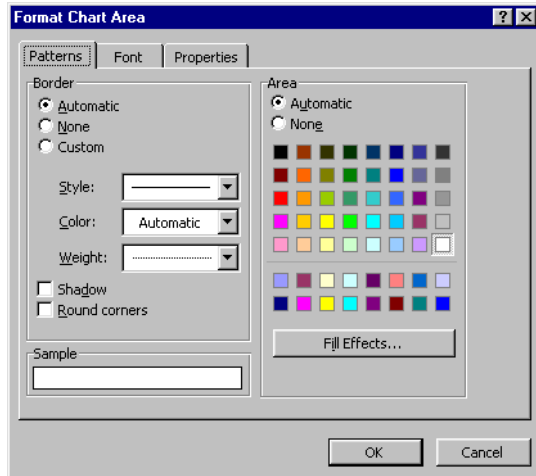 Format Chart Area
Patterns Font Properties
Border
Automatic
None
Custom
Style:
Color: Automatic
Weight:
Shadow
Round corners
Sample
Area
Automatic
None
Fill Effects...
OK Cancel